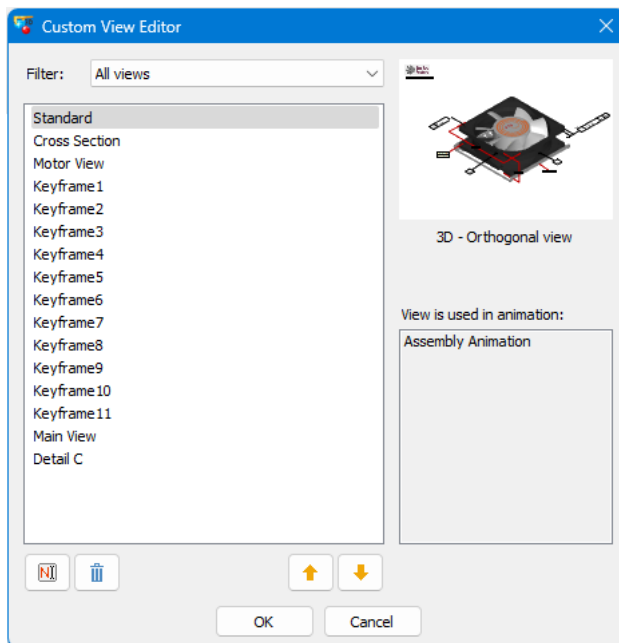 Custom View Editor
Filter:
All views
Standard
Cross Section
Motor View
Keyframe1
Keyframe2
Keyframe3
Keyframe4
Keyframe5
Keyframe6
Keyframe7
Keyframe8
Keyframe9
Keyframe10
Keyframe11
Main View
Detail C
3D - Orthogonal view
View is used in animation:
Assembly Animation
OK
Cancel